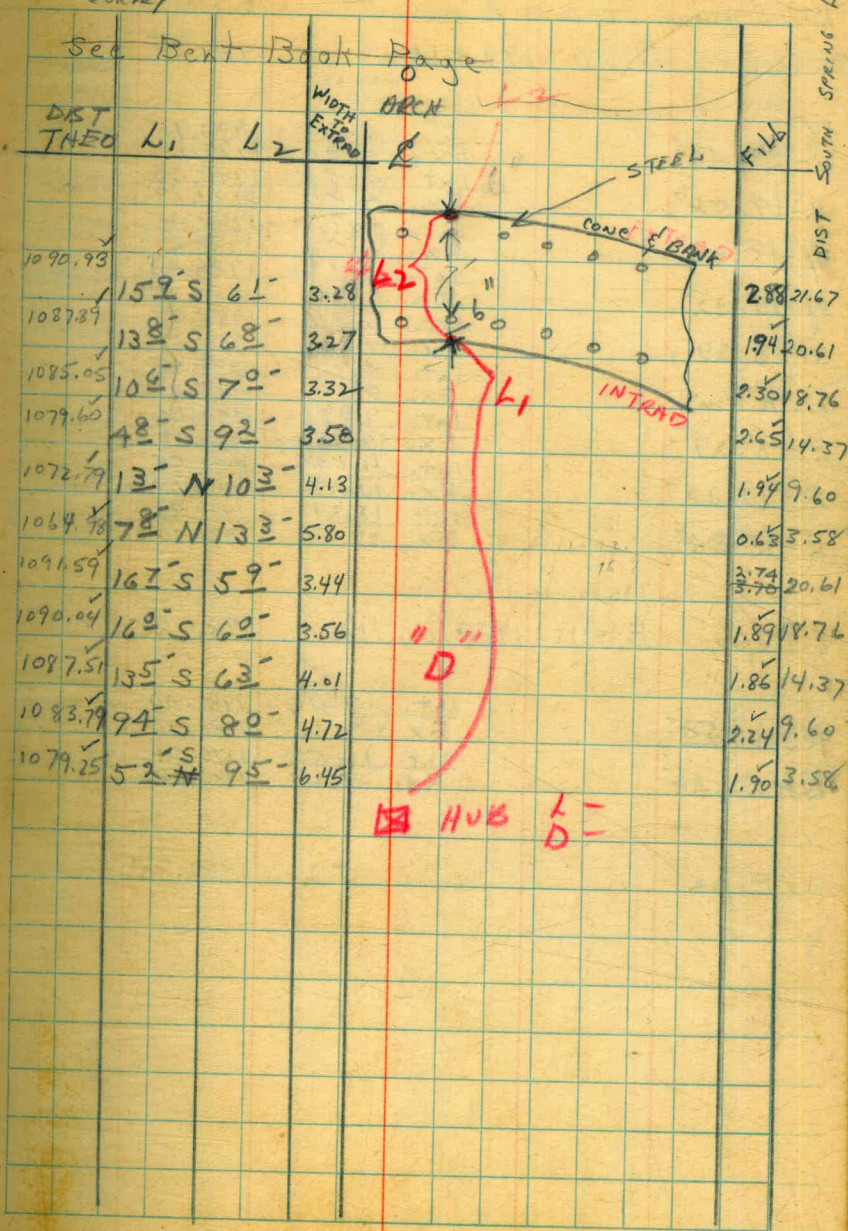 See Bent Book Page
DIST THEO L₁ L₂ WIDTH TO EXTRAD ARCH ℄ FILL DIST SOUTH SPRING
L2
STEEL
CONC & BANK
1090.93 15 9 S 6 1 3.28 2.88 21.67
1087.89 13 8 S 6 8 3.27 1.94 20.61
1085.05 10 6 S 7 0 3.32 2.30 18.76
1079.60 4 8 S 9 2 3.58 2.65 14.37
1072.79 1 3 N 10 3 4.13 1.94 9.60
1064.98 7 8 N 13 3 5.80 0.63 3.58
1091.59 16 7 S 5 9 3.44 2.74 20.61
1090.04 16 0 S 6 0 3.56 1.89 18.76
1087.51 13 5 S 6 3 4.01 1.86 14.37
1083.79 9 4 S 8 0 4.72 2.24 9.60
1079.25 5 2 S 9 5 6.45 1.90 3.58
L2
L1
INTRAD
"D"
HUB L =
D =